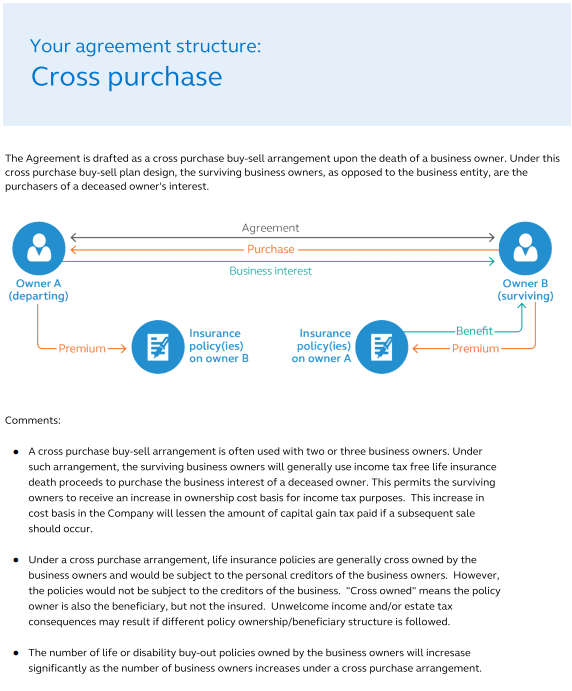 Your agreement structure:
Cross purchase
The Agreement is drafted as a cross purchase buy-sell arrangement upon the death of a business owner. Under this
cross purchase buy-sell plan design, the surviving business owners, as opposed to the business entity, are the
purchasers of a deceased owner's interest.
Agreement
Purchase
Business interest
Owner A
(departing)
Owner B
(surviving)
Premium
Insurance
policy(ies)
on owner B
Insurance
policy(ies)
on owner A
Benefit
Premium
Comments:
● A cross purchase buy-sell arrangement is often used with two or three business owners. Under
such arrangement, the surviving business owners will generally use income tax free life insurance
death proceeds to purchase the business interest of a deceased owner. This permits the surviving
owners to receive an increase in ownership cost basis for income tax purposes.  This increase in
cost basis in the Company will lessen the amount of capital gain tax paid if a subsequent sale
should occur.
● Under a cross purchase arrangement, life insurance policies are generally cross owned by the
business owners and would be subject to the personal creditors of the business owners.  However,
the policies would not be subject to the creditors of the business.  "Cross owned" means the policy
owner is also the beneficiary, but not the insured.  Unwelcome income and/or estate tax
consequences may result if different policy ownership/beneficiary structure is followed.
● The number of life or disability buy-out policies owned by the business owners will incresase
significantly as the number of business owners increases under a cross purchase arrangement.